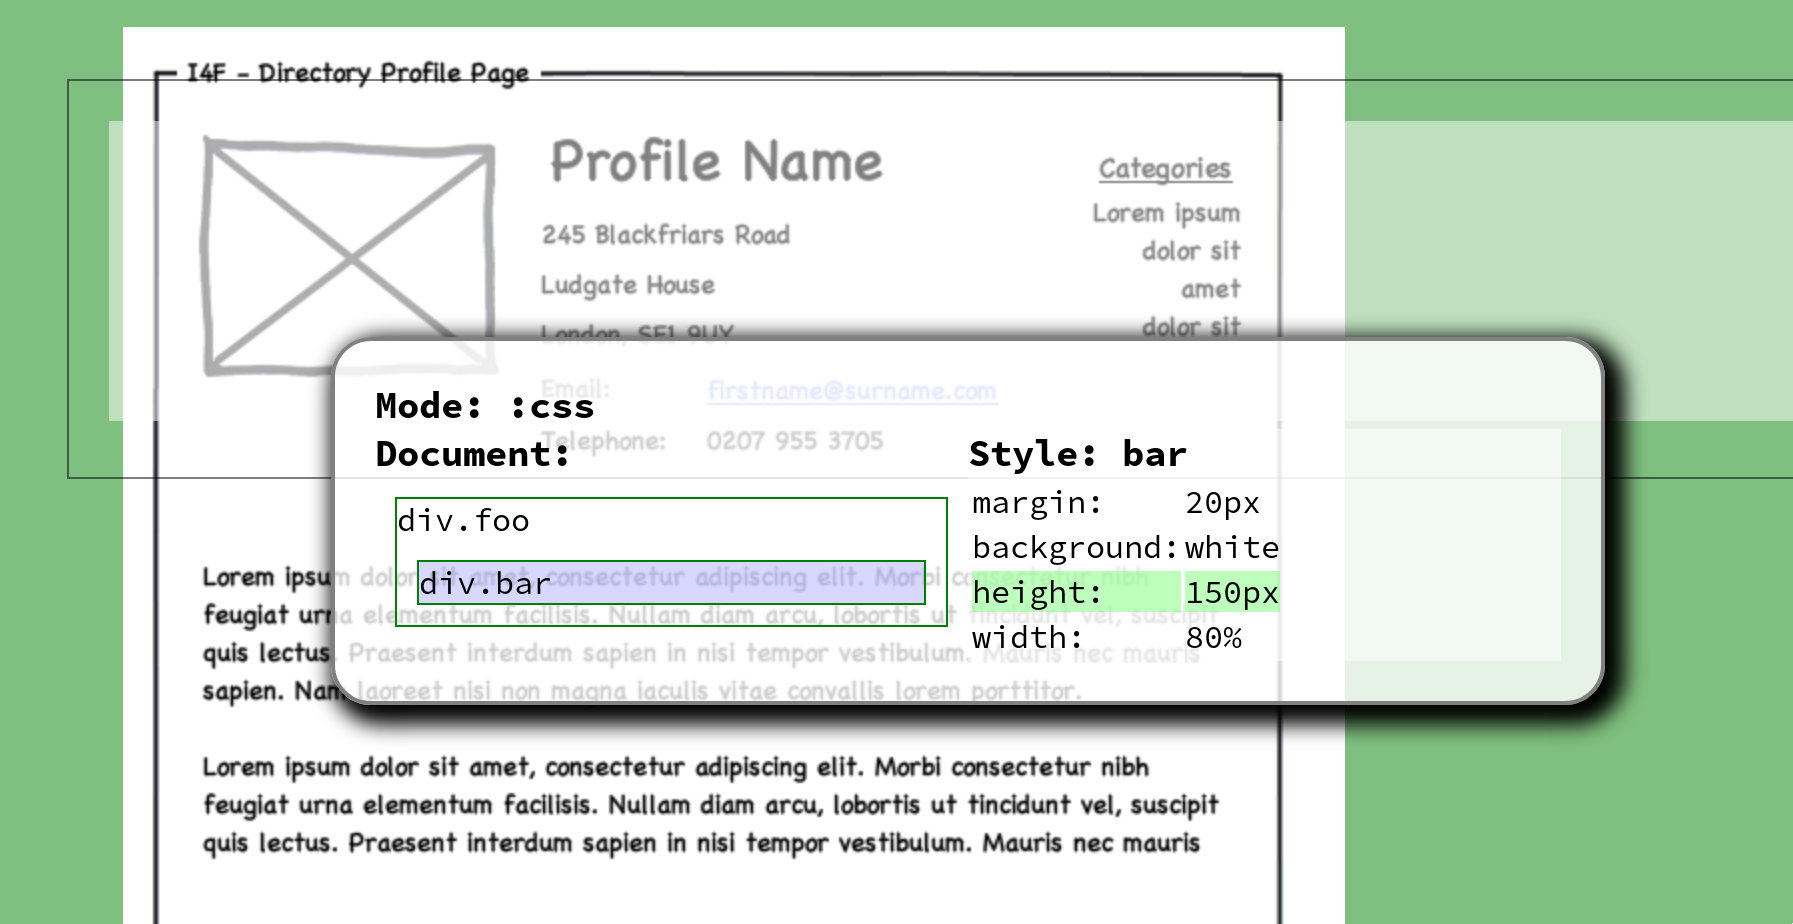 I4F - Directory Profile Page
Profile Name
245 Blackfriars Road
Ludgate House
London, SE1 9UY
Email: firstname@surname.com
Telephone: 0207 955 3705
Categories
Lorem ipsum
dolor sit
amet
dolor sit
Mode: :css
Document:
div.foo
div.bar
Style: bar
margin: 20px
background: white
height: 150px
width: 80%
Lorem ipsum dolor sit amet, consectetur adipiscing elit. Morbi consectetur nibh
feugiat urna elementum facilisis. Nullam diam arcu, lobortis ut tincidunt vel, suscipit
quis lectus. Praesent interdum sapien in nisi tempor vestibulum. Mauris nec mauris
sapien. Nam laoreet nisi non magna iaculis vitae convallis lorem porttitor.
Lorem ipsum dolor sit amet, consectetur adipiscing elit. Morbi consectetur nibh
feugiat urna elementum facilisis. Nullam diam arcu, lobortis ut tincidunt vel, suscipit
quis lectus. Praesent interdum sapien in nisi tempor vestibulum. Mauris nec mauris